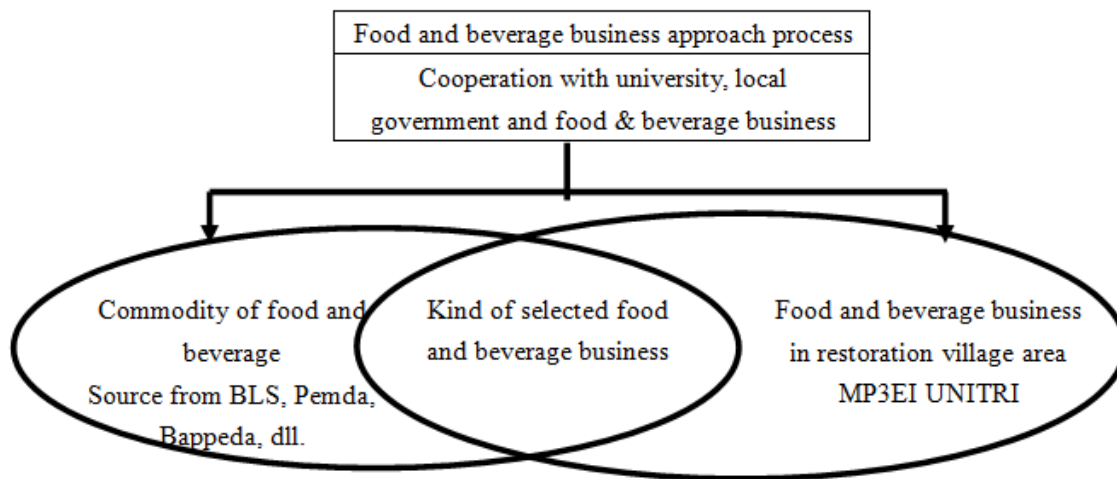 Food and beverage business approach process
Cooperation with university, local
government and food & beverage business
Commodity of food and
beverage
Source from BLS, Pemda,
Bappeda, dll.
Kind of selected food
and beverage business
Food and beverage business
in restoration village area
MP3EI UNITRI